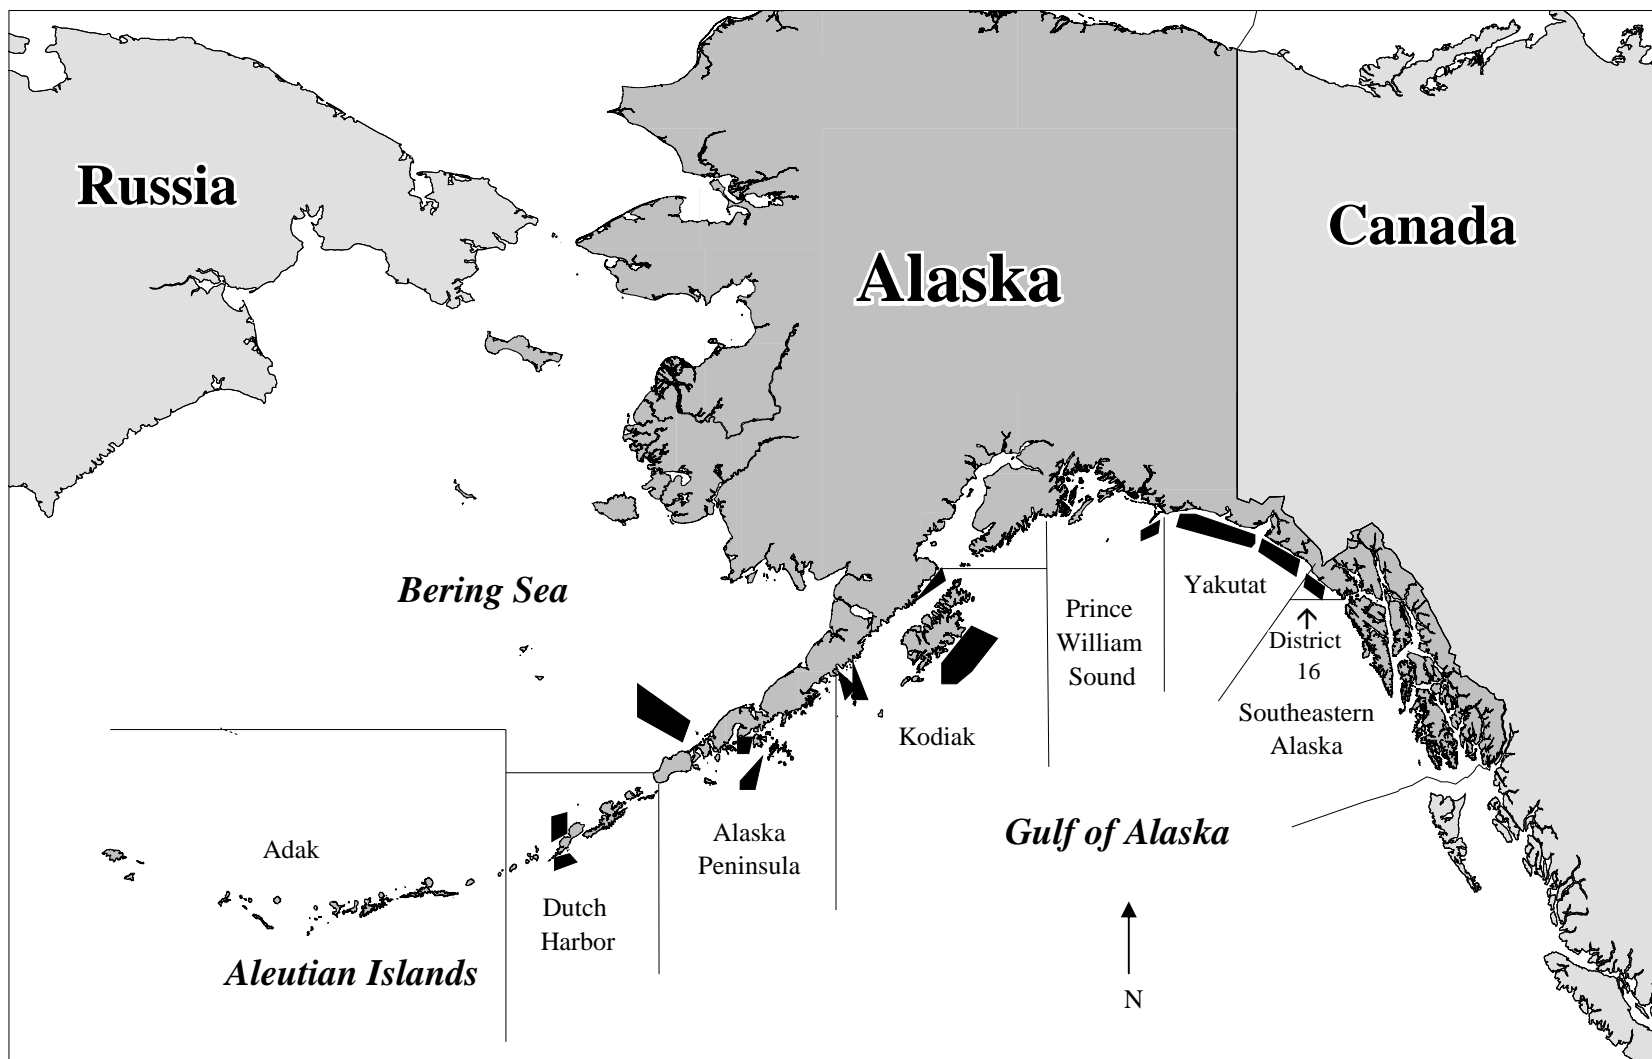 Russia
Canada
Alaska
Bering Sea
Yakutat
Prince
William
Sound
District
16
Southeastern
Alaska
Kodiak
Gulf of Alaska
Alaska
Peninsula
Adak
Dutch
Harbor
Aleutian Islands
N